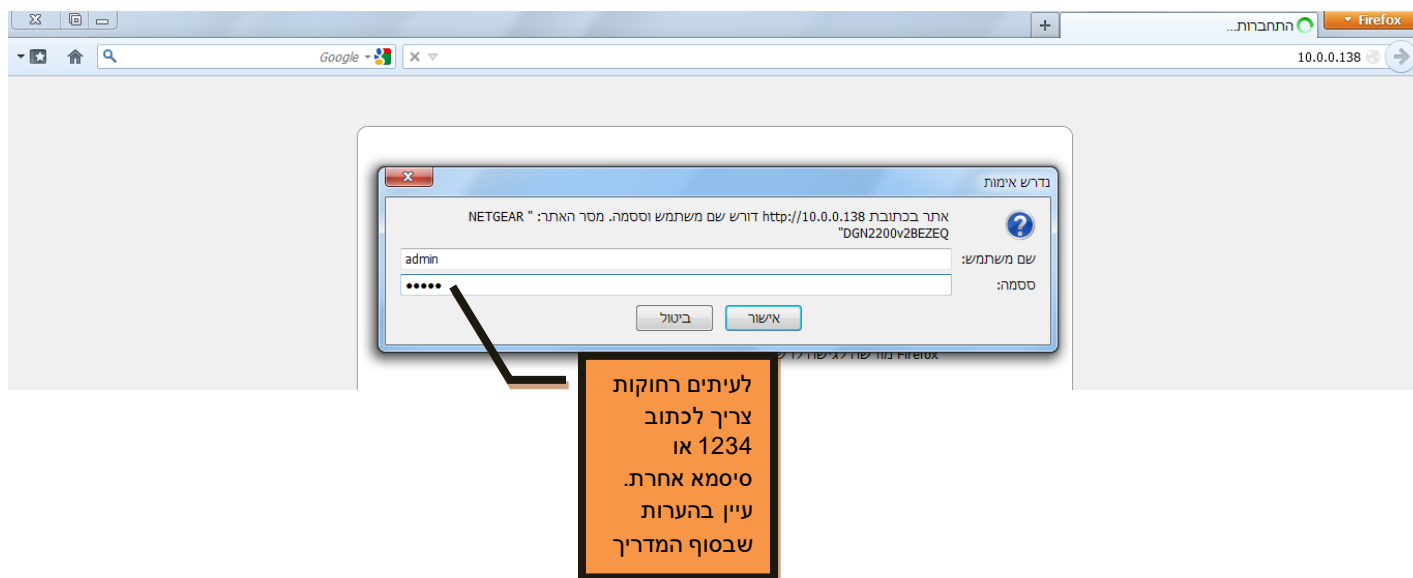 Firefox
התחברות...
+
10.0.0.138
Google
נדרש אימות
אתר בכתובת http://10.0.0.138 דורש שם משתמש וססמה. מסר האתר: " NETGEAR
DGN2200v2BEZEQ"
שם משתמש:
admin
ססמה:
•••••
אישור
ביטול
Firefox
לעיתים רחוקות
צריך לכתוב
1234 או
סיסמא אחרת.
עיין בהערות
שבסוף המדריך